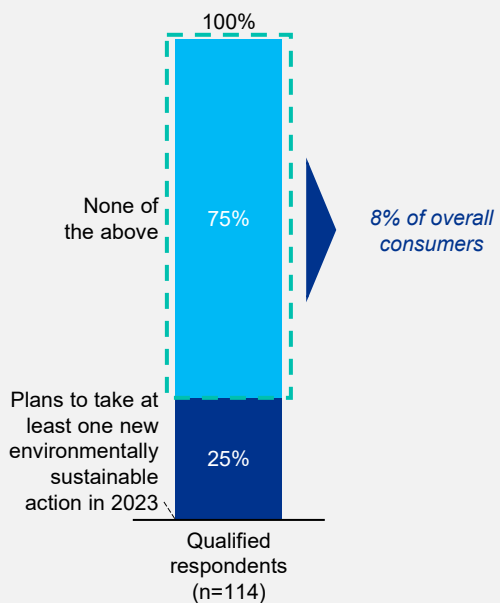 100%
None of
the above
75%
8% of overall
consumers
Plans to take at
least one new
environmentally
sustainable
action in 2023
25%
Qualified
respondents
(n=114)